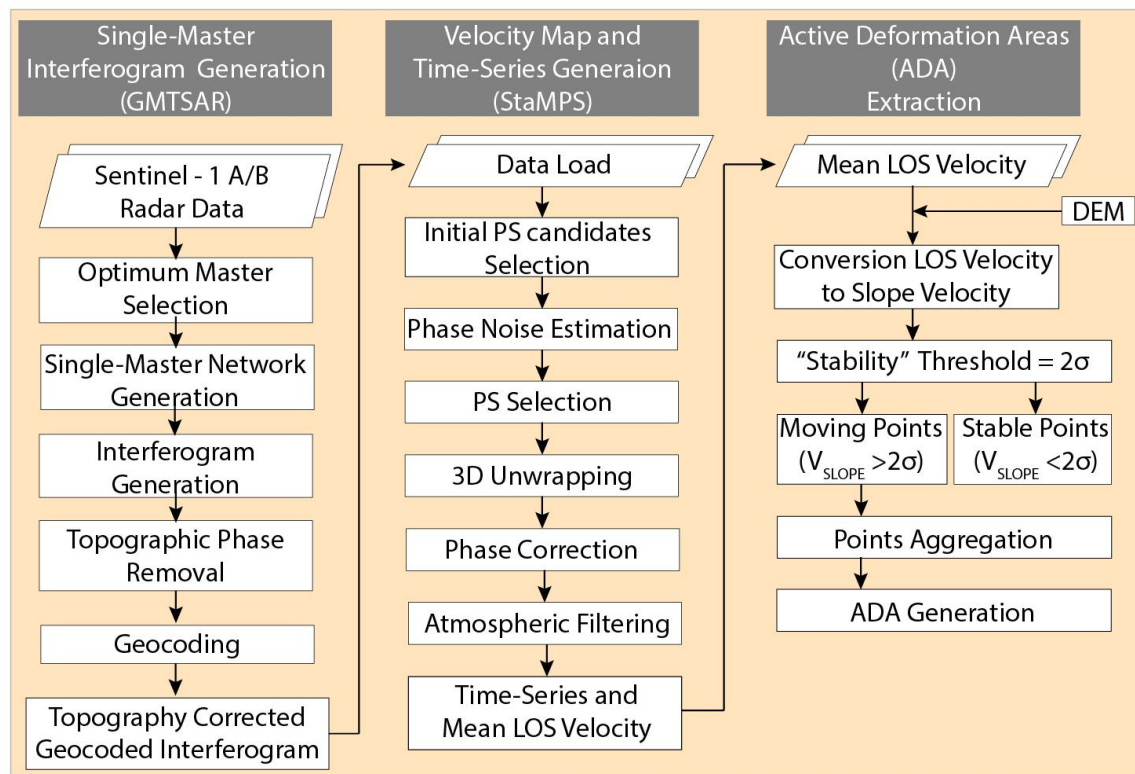 Single-Master
Interferogram Generation
(GMTSAR)
Sentinel - 1 A/B
Radar Data
Optimum Master
Selection
Single-Master Network
Generation
Interferogram
Generation
Topographic Phase
Removal
Geocoding
Topography Corrected
Geocoded Interferogram
Velocity Map and
Time-Series Generaion
(StaMPS)
Data Load
Initial PS candidates
Selection
Phase Noise Estimation
PS Selection
3D Unwrapping
Phase Correction
Atmospheric Filtering
Time-Series and
Mean LOS Velocity
Active Deformation Areas
(ADA)
Extraction
Mean LOS Velocity
DEM
Conversion LOS Velocity
to Slope Velocity
“Stability” Threshold = 2σ
Moving Points
(V_SLOPE >2σ)
Stable Points
(V_SLOPE <2σ)
Points Aggregation
ADA Generation